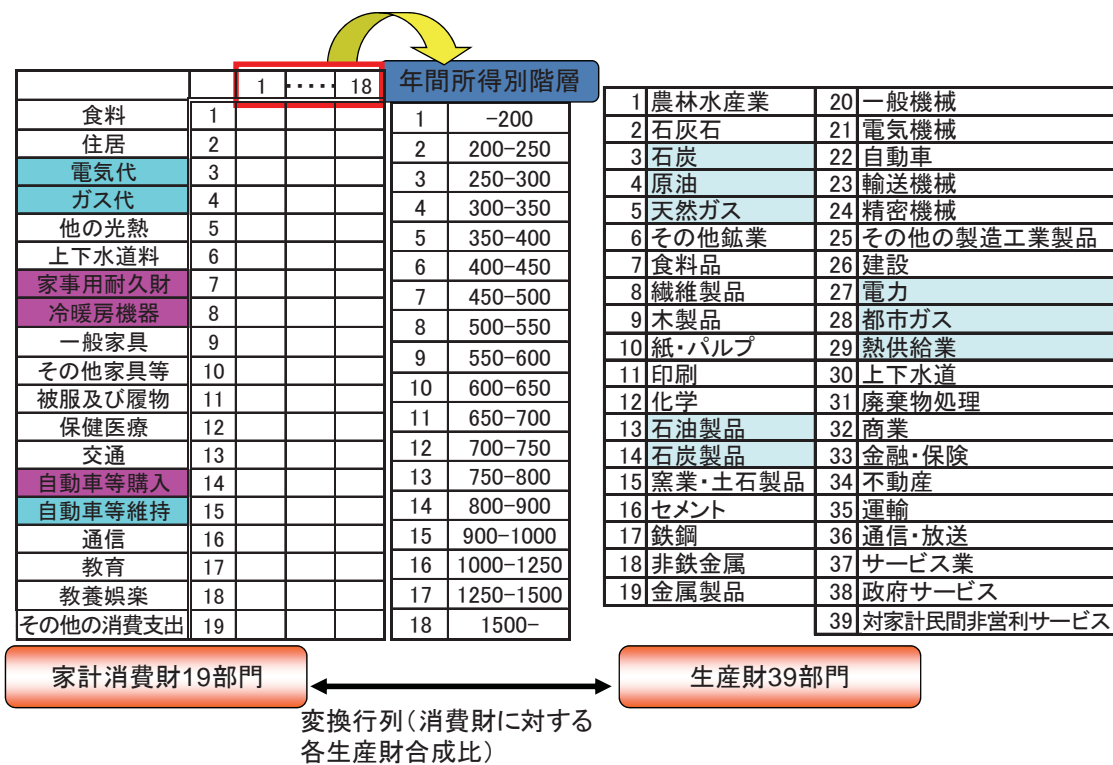 1 ····· 18
食料 1
住居 2
電気代 3
ガス代 4
他の光熱 5
上下水道料 6
家事用耐久財 7
冷暖房機器 8
一般家具 9
その他家具等 10
被服及び履物 11
保健医療 12
交通 13
自動車等購入 14
自動車等維持 15
通信 16
教育 17
教養娯楽 18
その他の消費支出 19
年間所得別階層
1 -200
2 200-250
3 250-300
4 300-350
5 350-400
6 400-450
7 450-500
8 500-550
9 550-600
10 600-650
11 650-700
12 700-750
13 750-800
14 800-900
15 900-1000
16 1000-1250
17 1250-1500
18 1500-
1 農林水産業 20 一般機械
2 石灰石 21 電気機械
3 石炭 22 自動車
4 原油 23 輸送機械
5 天然ガス 24 精密機械
6 その他鉱業 25 その他の製造工業製品
7 食料品 26 建設
8 繊維製品 27 電力
9 木製品 28 都市ガス
10 紙・パルプ 29 熱供給業
11 印刷 30 上下水道
12 化学 31 廃棄物処理
13 石油製品 32 商業
14 石炭製品 33 金融・保険
15 窯業・土石製品 34 不動産
16 セメント 35 運輸
17 鉄鋼 36 通信・放送
18 非鉄金属 37 サービス業
19 金属製品 38 政府サービス
39 対家計民間非営利サービス
家計消費財19部門
生産財39部門
変換行列（消費財に対する
各生産財合成比）